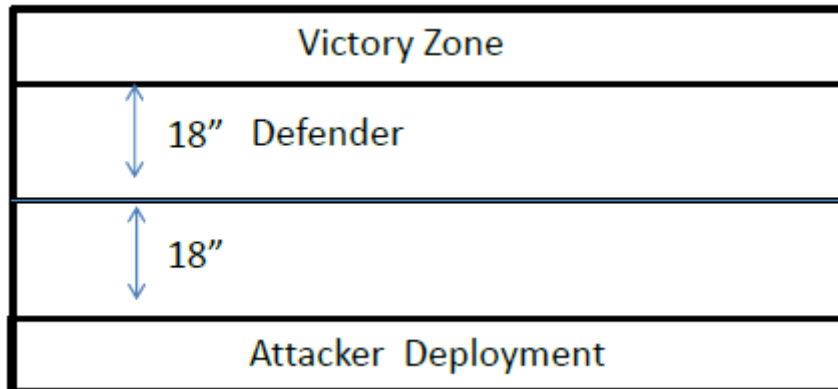 Victory Zone
18” Defender
18”
Attacker Deployment